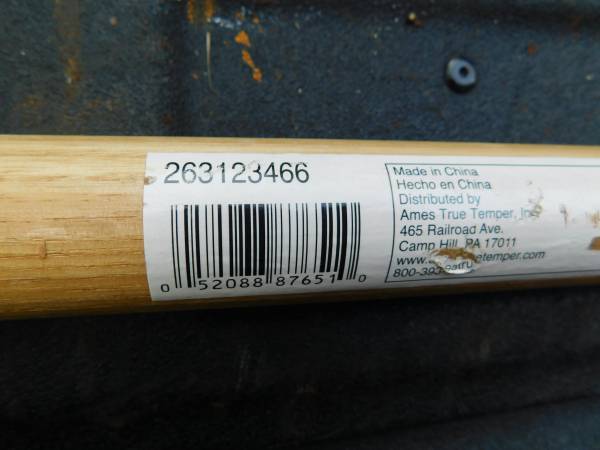 263123466
0 52088 87651 0
Made in China
Hecho en China
Distributed by
Ames True Temper,
465 Railroad Ave.
Camp Hill, PA 17011